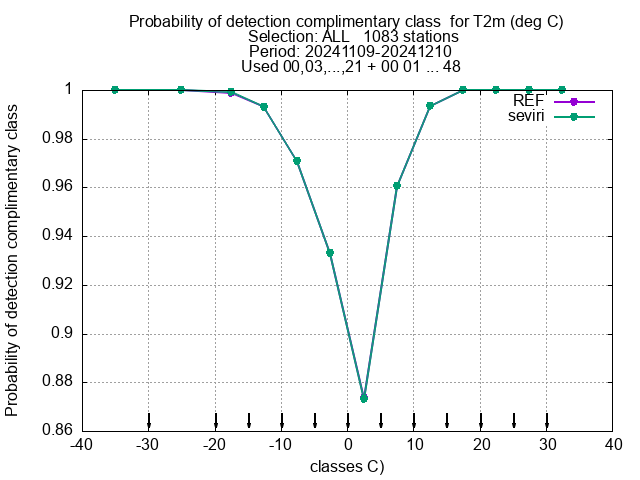 Probability of detection complimentary class  for T2m (deg C)
Selection: ALL   1083 stations
Period: 20241109-20241210
Used 00,03,...,21 + 00 01 ... 48
REF
seviri
Probability of detection complimentary class
1
0.98
0.96
0.94
0.92
0.9
0.88
0.86
-40 -30 -20 -10 0 10 20 30 40
classes C)